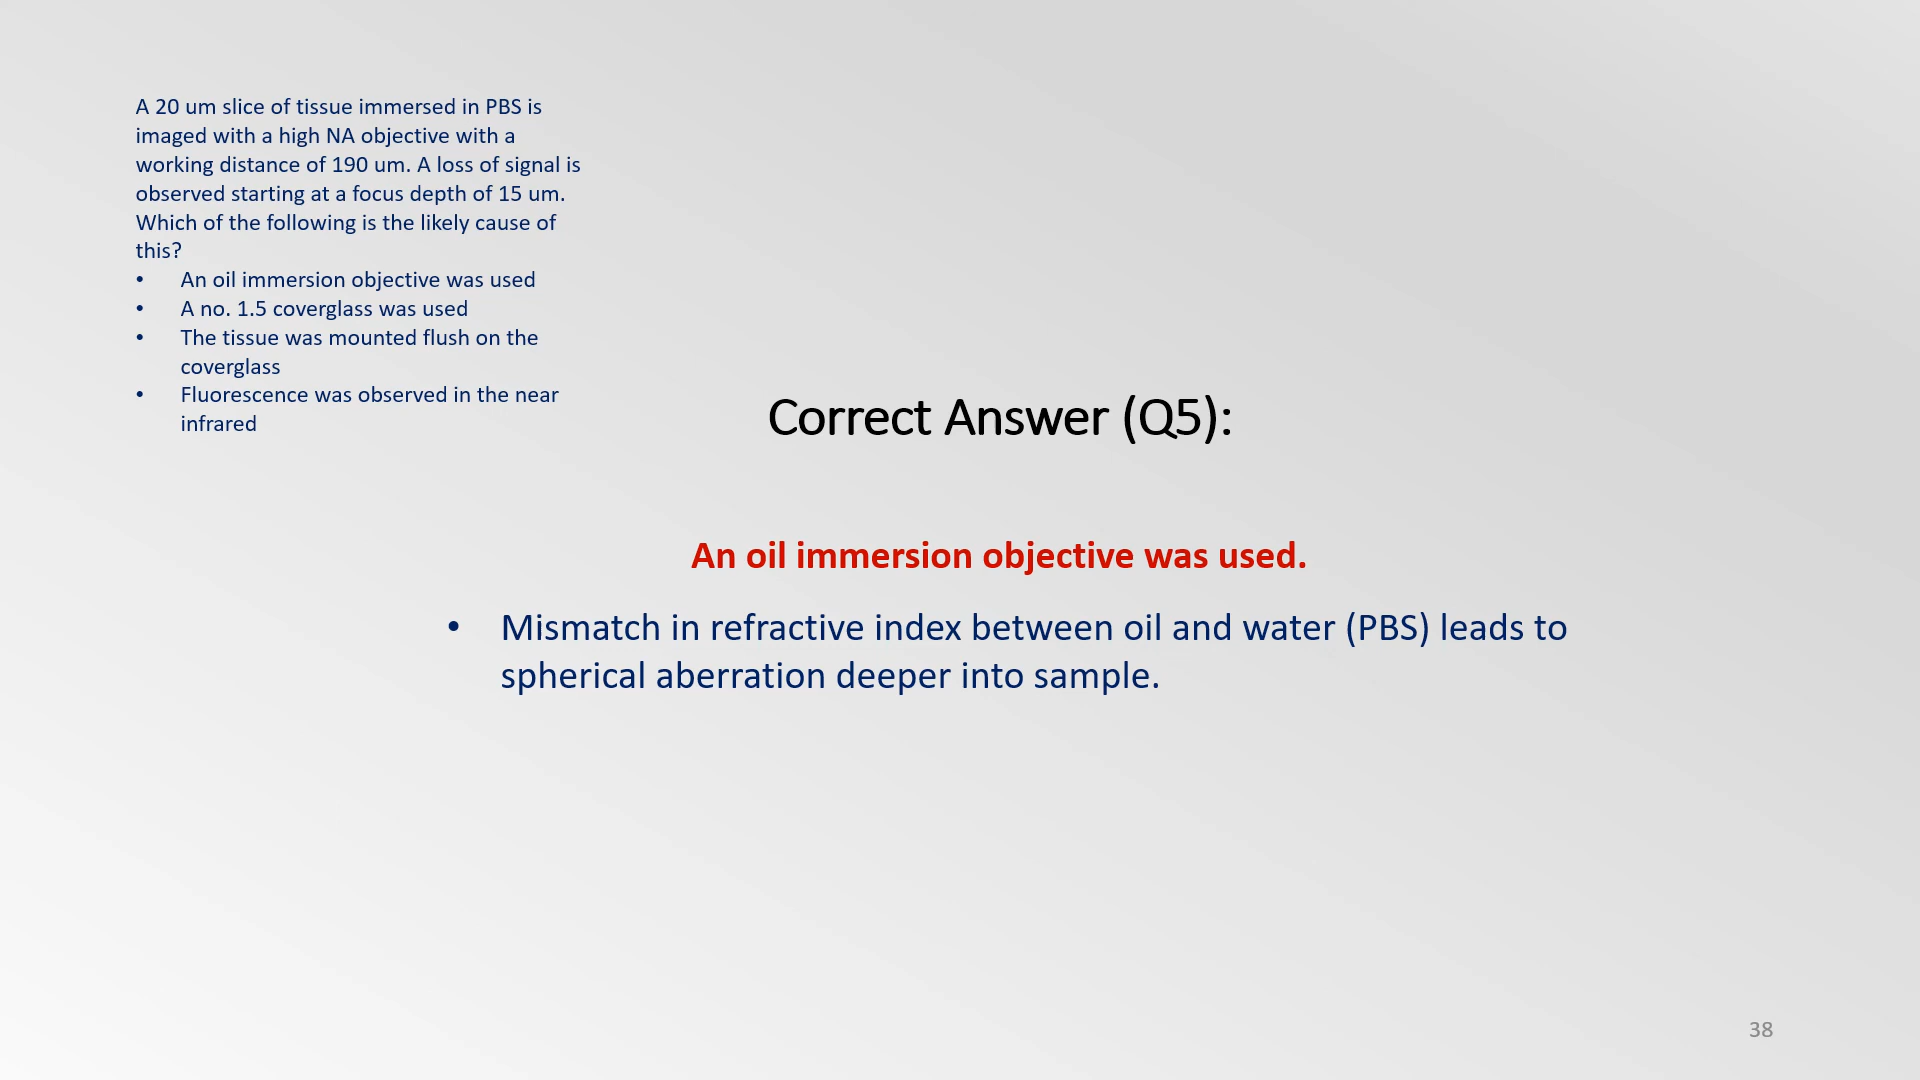 A 20 um slice of tissue immersed in PBS is
imaged with a high NA objective with a
working distance of 190 um. A loss of signal is
observed starting at a focus depth of 15 um.
Which of the following is the likely cause of
this?
• An oil immersion objective was used
• A no. 1.5 coverglass was used
• The tissue was mounted flush on the
coverglass
• Fluorescence was observed in the near
infrared
Correct Answer (Q5):
An oil immersion objective was used.
• Mismatch in refractive index between oil and water (PBS) leads to
spherical aberration deeper into sample.
38